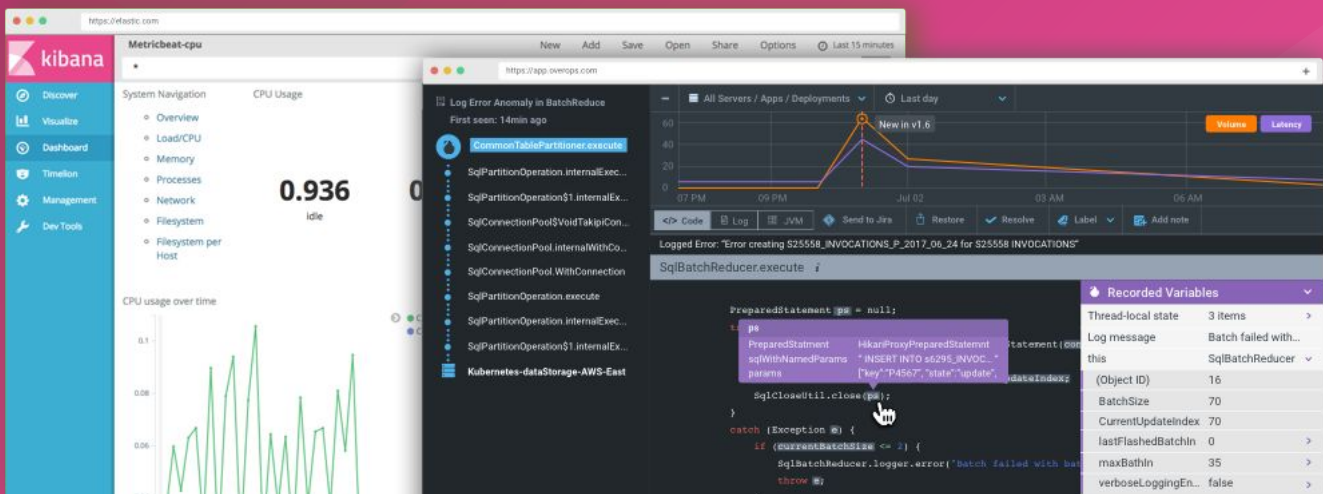 https://elastic.com
kibana
Discover
Visualize
Dashboard
Timelion
Management
Dev Tools
Metricbeat-cpu
New Add Save Open Share Options Last 15 minutes
*
System Navigation
Overview
Load/CPU
Memory
Processes
Network
Filesystem
Filesystem per
Host
CPU Usage
0.936
idle
0
CPU usage over time
0.1
0.08
0.06
https://app.overops.com
+
Log Error Anomaly in BatchReduce
First seen: 14min ago
CommonTablePartitioner.execute
SqlPartitionOperation.internalExec...
SqlPartitionOperation$1.internalEx...
SqlConnectionPool$VoidTakipiCon...
SqlConnectionPool.internalWithCo...
SqlConnectionPool.WithConnection
SqlPartitionOperation.execute
SqlPartitionOperation.internalExec...
SqlPartitionOperation$1.internalEx...
Kubernetes-dataStorage-AWS-East
All Servers / Apps / Deployments Last day
60
40
20
0
New in v1.6
Volume Latency
07 PM 09 PM Jul 02 03 AM 06 AM
</> Code Log JVM Send to Jira Restore Resolve Label Add note
Logged Error: "Error creating S25558_INVOCATIONS_P_2017_06_24 for S25558 INVOCATIONS"
SqlBatchReducer.execute i
PreparedStatement ps = null;
ps
PreparedStatment HikariProxyPreparedStatemnt
sqlWithNamedParams " INSERT INTO s6295_INVOC... "
params ["key":"P4567", "state":"update",
SqlCloseUtil.close(ps);
}
catch (Exception e) {
if (currentBatchSize <= 2) {
SqlBatchReducer.logger.error("Batch failed with bat
throw e;
Recorded Variables
Thread-local state 3 items
Log message Batch failed with...
this SqlBatchReducer
(Object ID) 16
BatchSize 70
CurrentUpdateIndex 70
lastFlashedBatchIn 0
maxBathIn 35
verboseLoggingEn... false